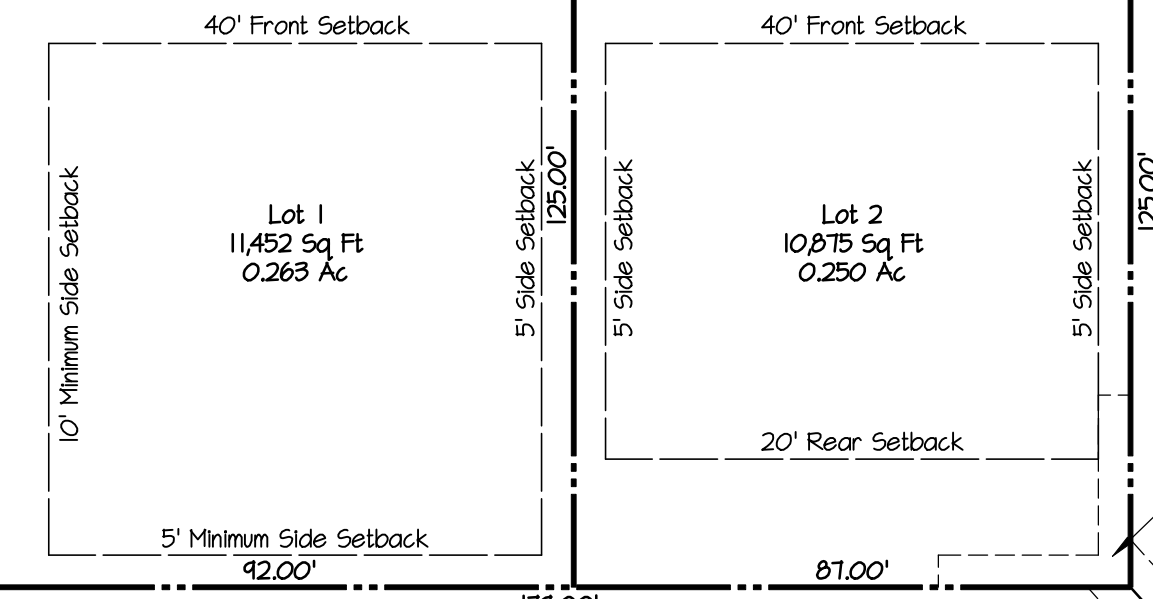 40' Front Setback
40' Front Setback
10' Minimum Side Setback
Lot 1
11,452 Sq Ft
0.263 Ac
5' Side Setback
125.00'
5' Side Setback
Lot 2
10,875 Sq Ft
0.250 Ac
5' Side Setback
125.00'
20' Rear Setback
5' Minimum Side Setback
92.00'
87.00'